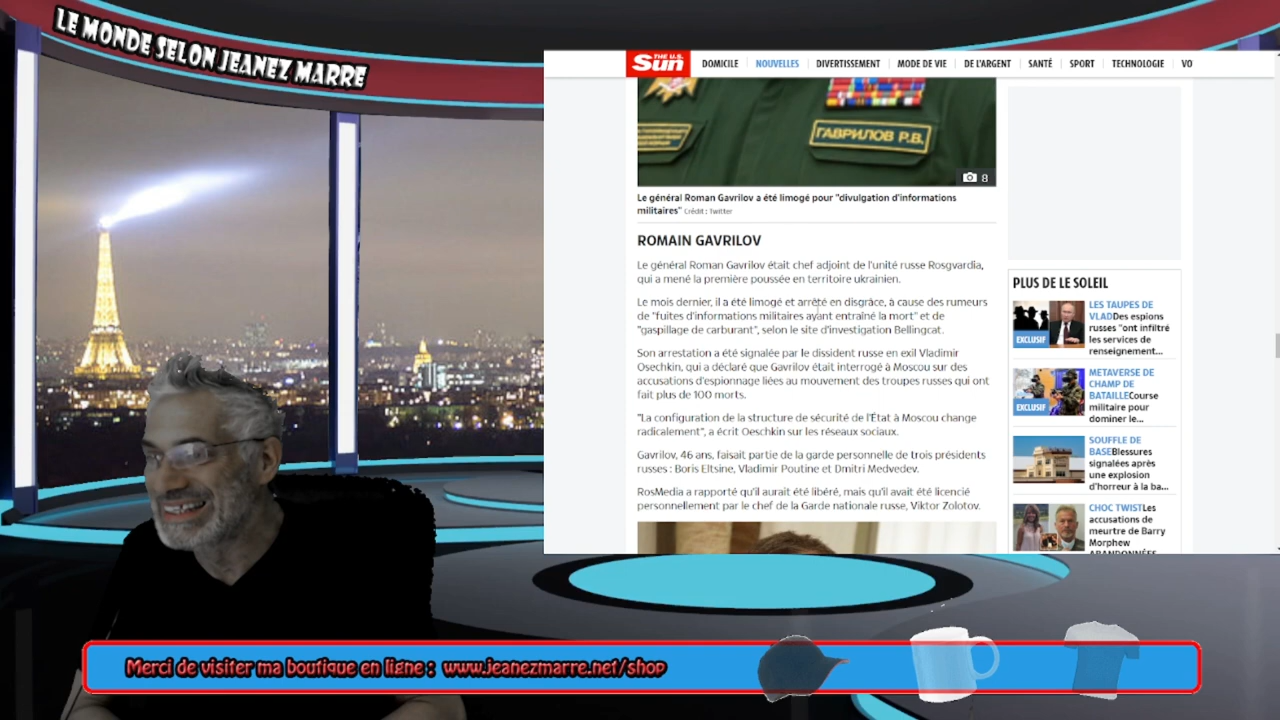 LE MONDE SELON JEANEZ MARRE
THE U.S. Sun
DOMICILE NOUVELLES DIVERTISSEMENT MODE DE VIE DE L'ARGENT SANTÉ SPORT TECHNOLOGIE VO
ГАВРИЛОВ Р.В.
8
Le général Roman Gavrilov a été limogé pour "divulgation d'informations
militaires" Crédit : Twitter
ROMAIN GAVRILOV
Le général Roman Gavrilov était chef adjoint de l'unité russe Rosgvardia,
qui a mené la première poussée en territoire ukrainien.
Le mois dernier, il a été limogé et arrêté en disgrâce, à cause des rumeurs
de "fuites d'informations militaires ayant entraîné la mort" et de
"gaspillage de carburant", selon le site d'investigation Bellingcat.
Son arrestation a été signalée par le dissident russe en exil Vladimir
Osechkin, qui a déclaré que Gavrilov était interrogé à Moscou sur des
accusations d'espionnage liées au mouvement des troupes russes qui ont
fait plus de 100 morts.
"La configuration de la structure de sécurité de l'État à Moscou change
radicalement", a écrit Oeschkin sur les réseaux sociaux.
Gavrilov, 46 ans, faisait partie de la garde personnelle de trois présidents
russes : Boris Eltsine, Vladimir Poutine et Dmitri Medvedev.
RosMedia a rapporté qu'il aurait été libéré, mais qu'il avait été licencié
personnellement par le chef de la Garde nationale russe, Viktor Zolotov.
PLUS DE LE SOLEIL
LES TAUPES DE
VLADDes espions
russes "ont infiltré
les services de
renseignement...
EXCLUSIF
METAVERSE DE
CHAMP DE
BATAILLECourse
militaire pour
dominer le...
EXCLUSIF
SOUFFLE DE
BASEBlessures
signalées après
une explosion
d'horreur à la ba...
CHOC TWISTLes
accusations de
meurtre de Barry
Morphew
ABANDONNÉES
Merci de visiter ma boutique en ligne : www.jeanezmarre.net/shop